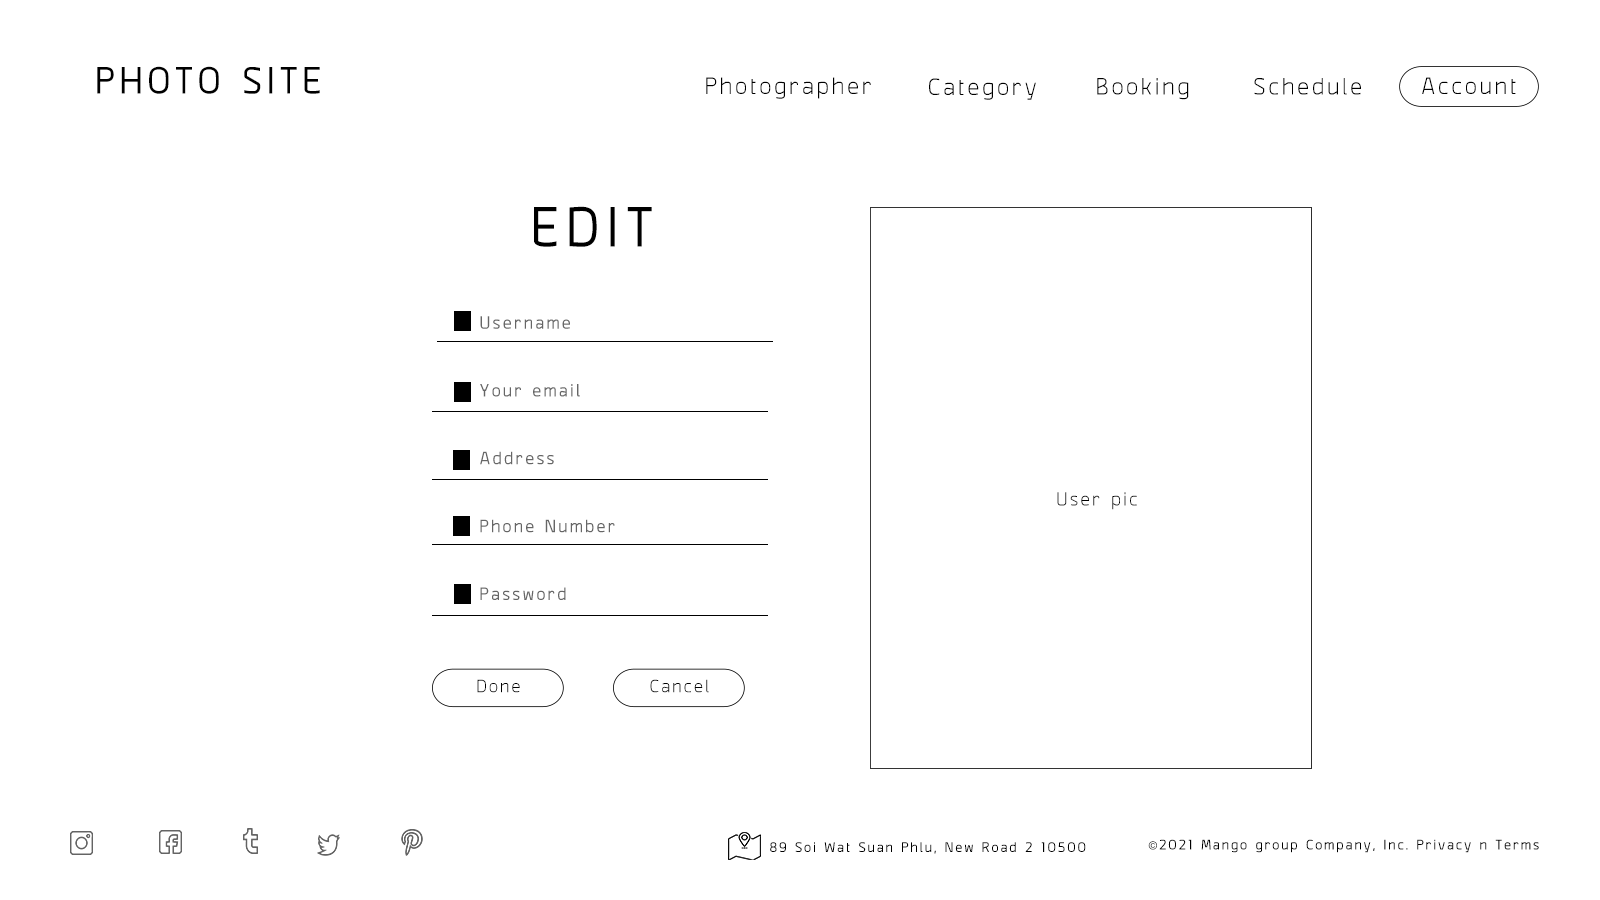 PHOTO SITE
Photographer
Category
Booking
Schedule
Account
EDIT
Username
Your email
Address
Phone Number
Password
Done
Cancel
User pic
89 Soi Wat Suan Phlu, New Road 2 10500
©2021 Mango group Company, Inc. Privacy n Terms